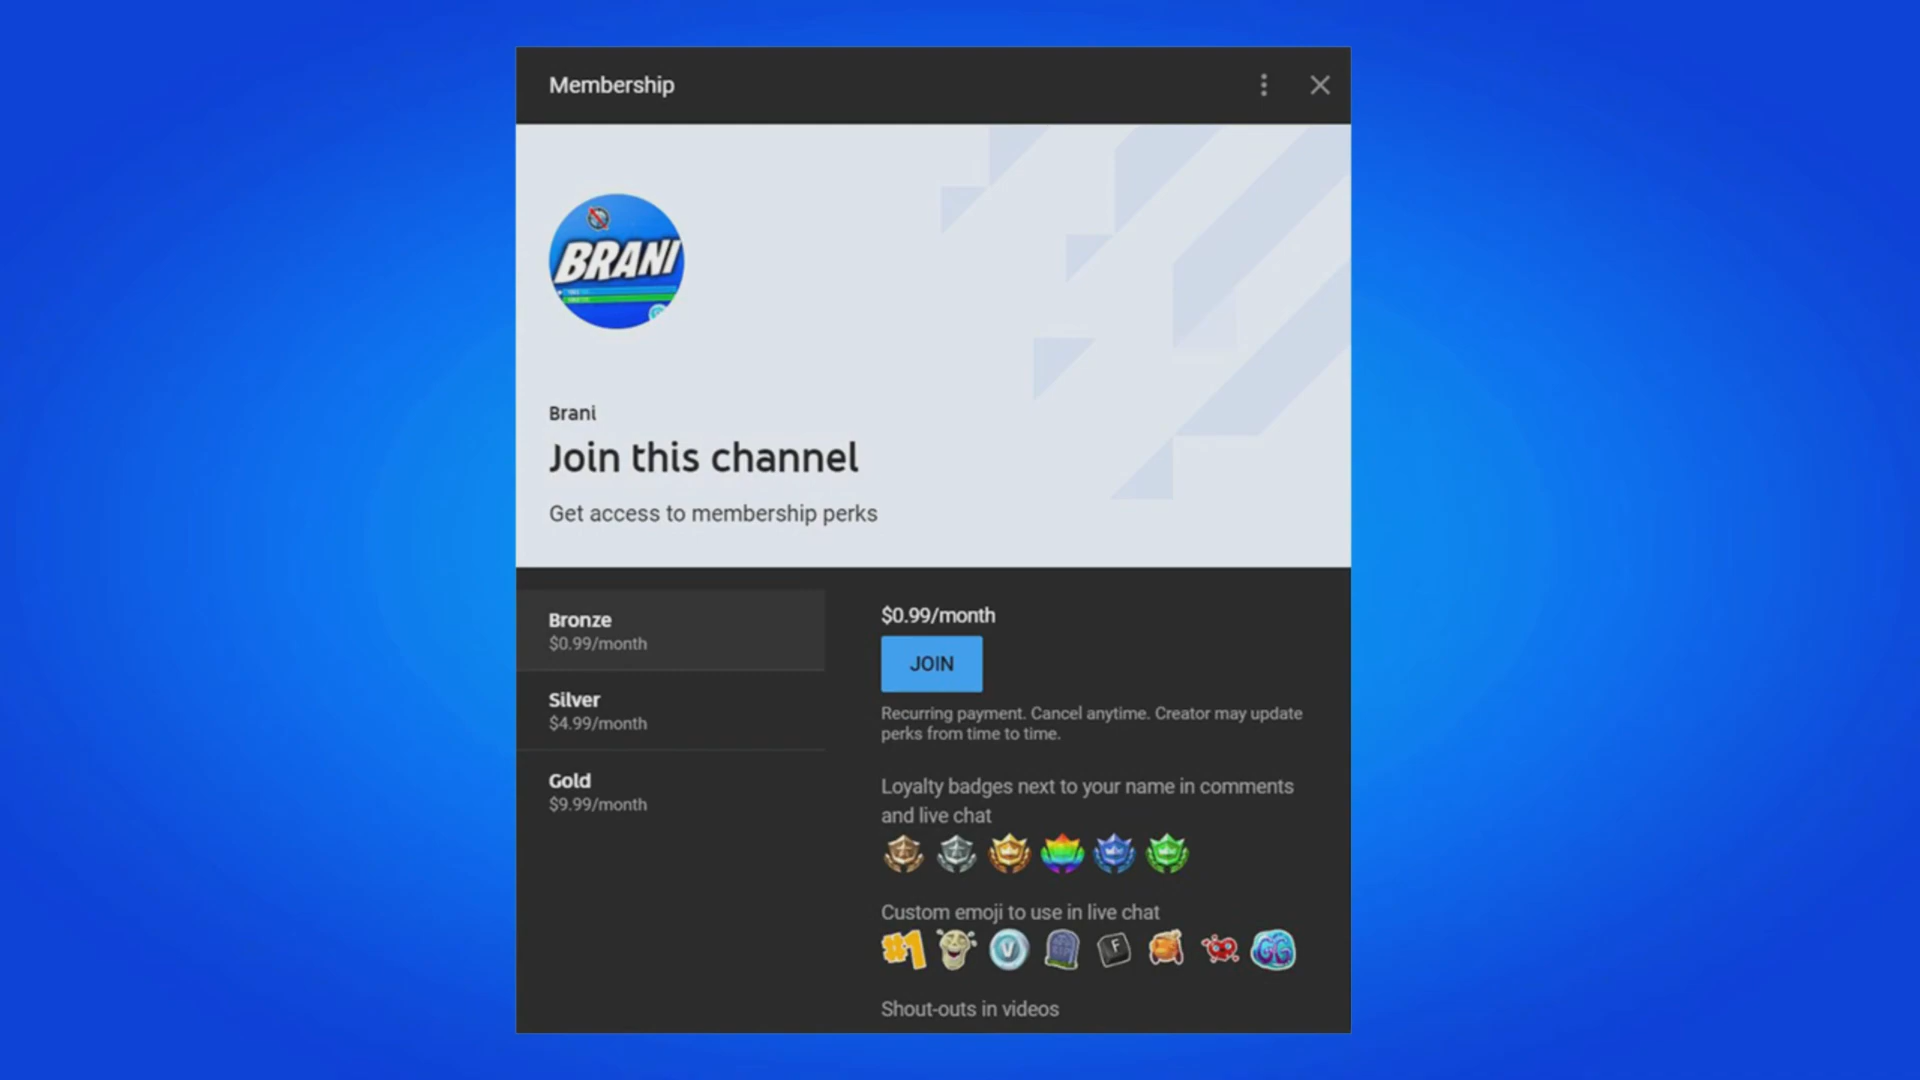 Membership
BRANI
Brani
Join this channel
Get access to membership perks
Bronze
$0.99/month
Silver
$4.99/month
Gold
$9.99/month
$0.99/month
JOIN
Recurring payment. Cancel anytime. Creator may update
perks from time to time.
Loyalty badges next to your name in comments
and live chat
Custom emoji to use in live chat
#1
V
F
GG
Shout-outs in videos